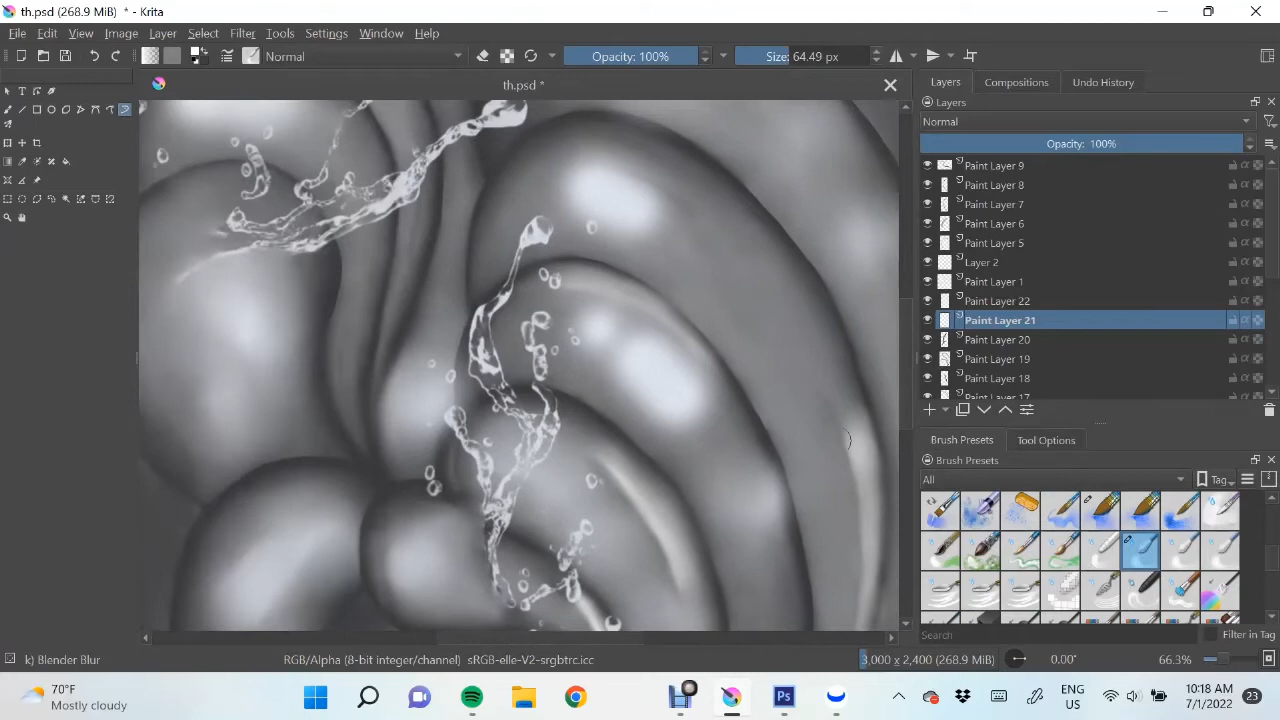 th.psd (268.9 MiB) * - Krita
File Edit View Image Layer Select Filter Tools Settings Window Help
Normal
Opacity: 100%
Size: 64.49 px
th.psd *
Layers Compositions Undo History
Layers
Normal
Opacity: 100%
Paint Layer 9
Paint Layer 8
Paint Layer 7
Paint Layer 6
Paint Layer 5
Layer 2
Paint Layer 1
Paint Layer 22
Paint Layer 21
Paint Layer 20
Paint Layer 19
Paint Layer 18
Paint Layer 17
Brush Presets Tool Options
Brush Presets
All
Tag
Search
Filter in Tag
k) Blender Blur
RGB/Alpha (8-bit integer/channel) sRGB-elle-V2-srgbtrc.icc
3,000 x 2,400 (268.9 MiB)
0.00°
66.3%
70°F
Mostly cloudy
Ps
ENG
US
10:18 AM
7/1/2022
23